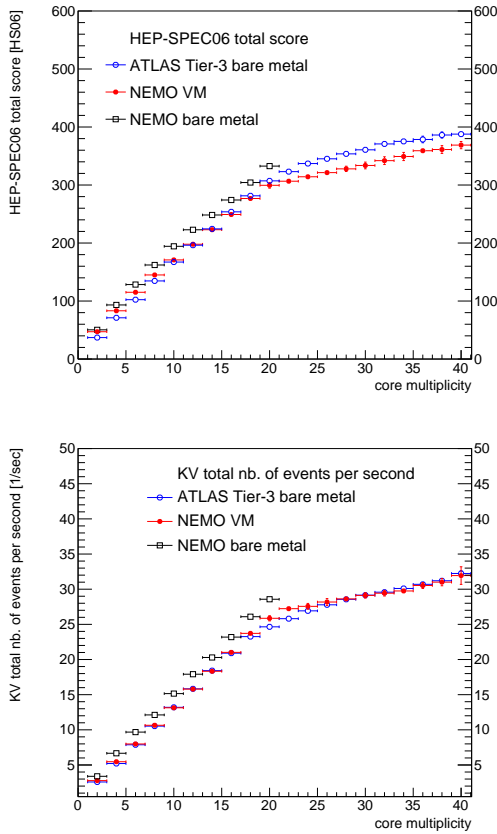 HEP-SPEC06 total score [HS06]
600 600
HEP-SPEC06 total score
ATLAS Tier-3 bare metal
500 500
NEMO VM
NEMO bare metal
400 400
300 300
200 200
100 100
0 0
0 5 10 15 20 25 30 35 40
core multiplicity
KV total nb. of events per second [1/sec]
50 50
KV total nb. of events per second
45 45
ATLAS Tier-3 bare metal
NEMO VM
40 40
NEMO bare metal
35 35
30 30
25 25
20 20
15 15
10 10
5 5
0 5 10 15 20 25 30 35 40
core multiplicity